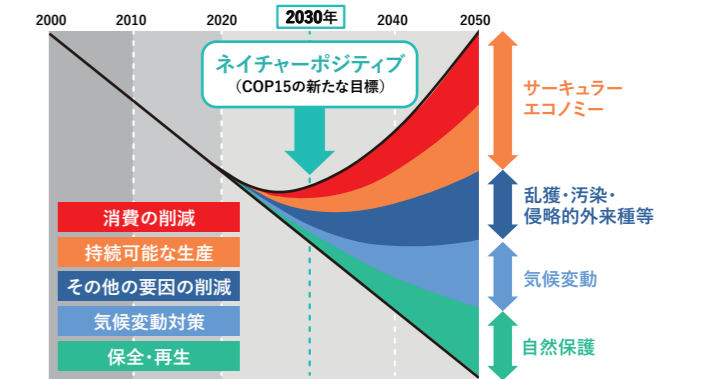 2000
2010
2020
2030年
2040
2050
ネイチャーポジティブ
（COP15の新たな目標）
サーキュラー
エコノミー
乱獲・汚染・
侵略的外来種等
気候変動
自然保護
消費の削減
持続可能な生産
その他の要因の削減
気候変動対策
保全・再生